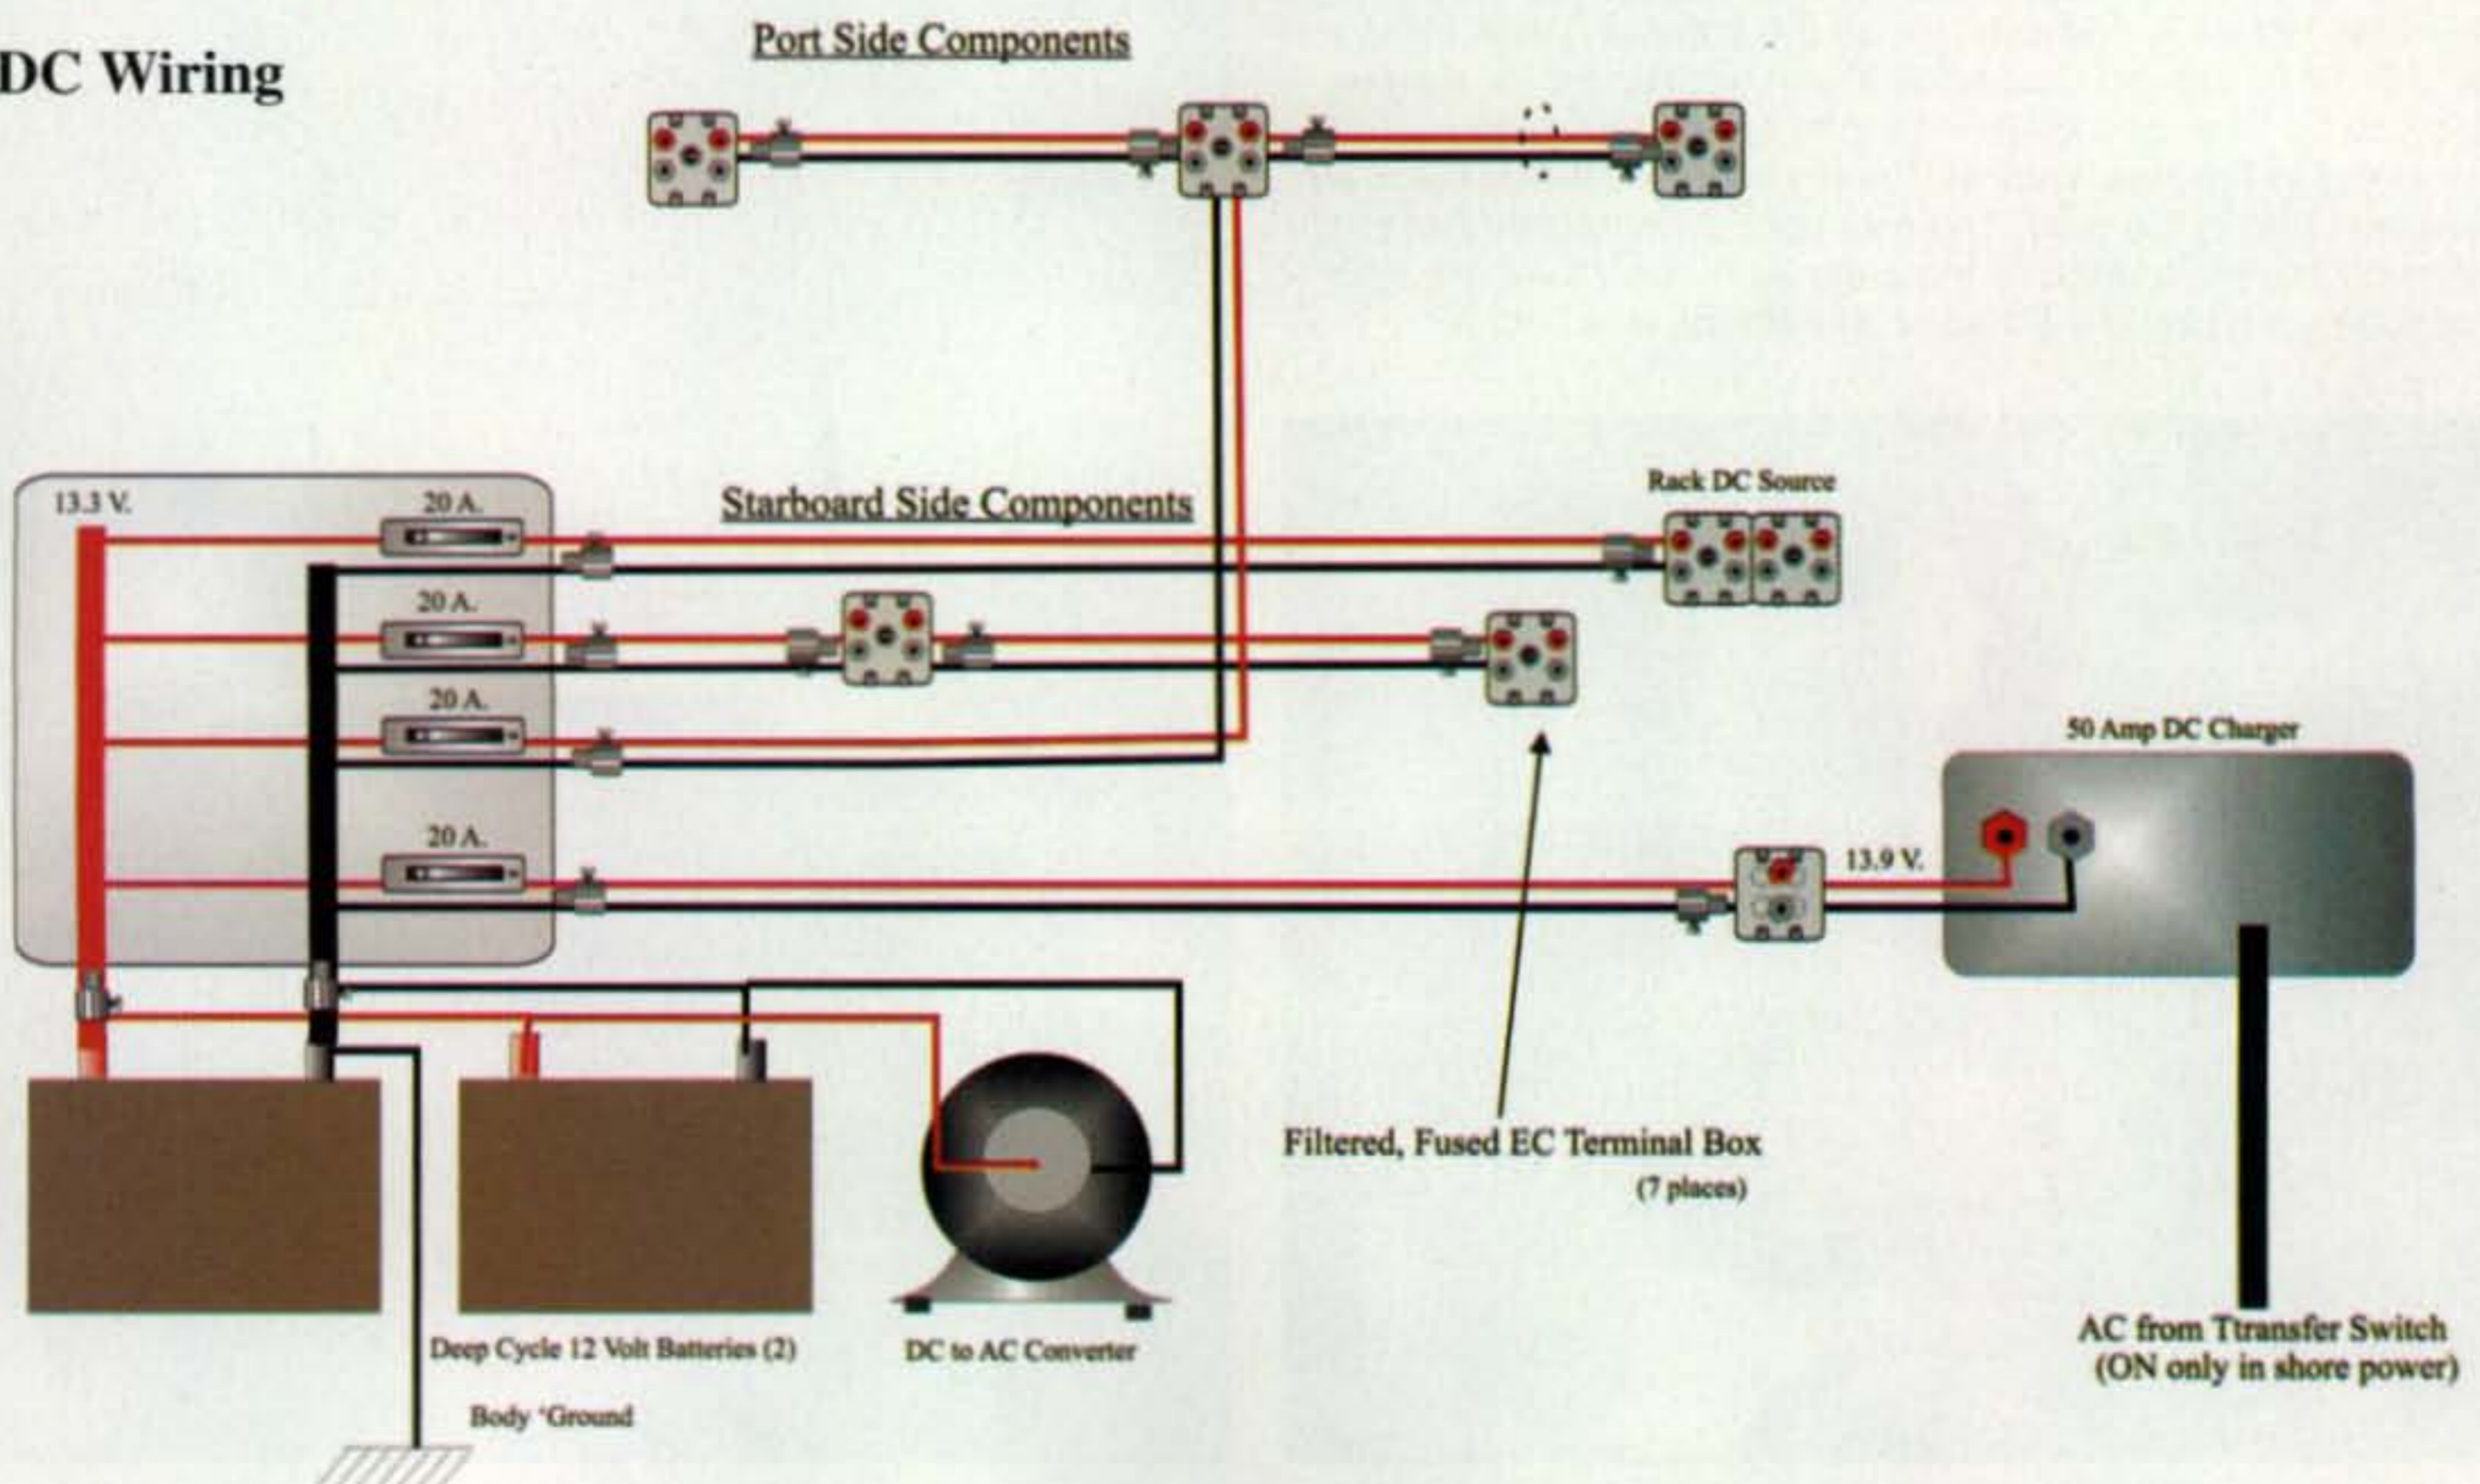 DC Wiring
Port Side Components
13.3 V.
20 A.
Starboard Side Components
Rack DC Source
20 A.
20 A.
50 Amp DC Charger
20 A.
13.9 V.
Filtered, Fused EC Terminal Box
(7 places)
Deep Cycle 12 Volt Batteries (2)
DC to AC Converter
AC from Ttransfer Switch
(ON only in shore power)
Body ‘Ground